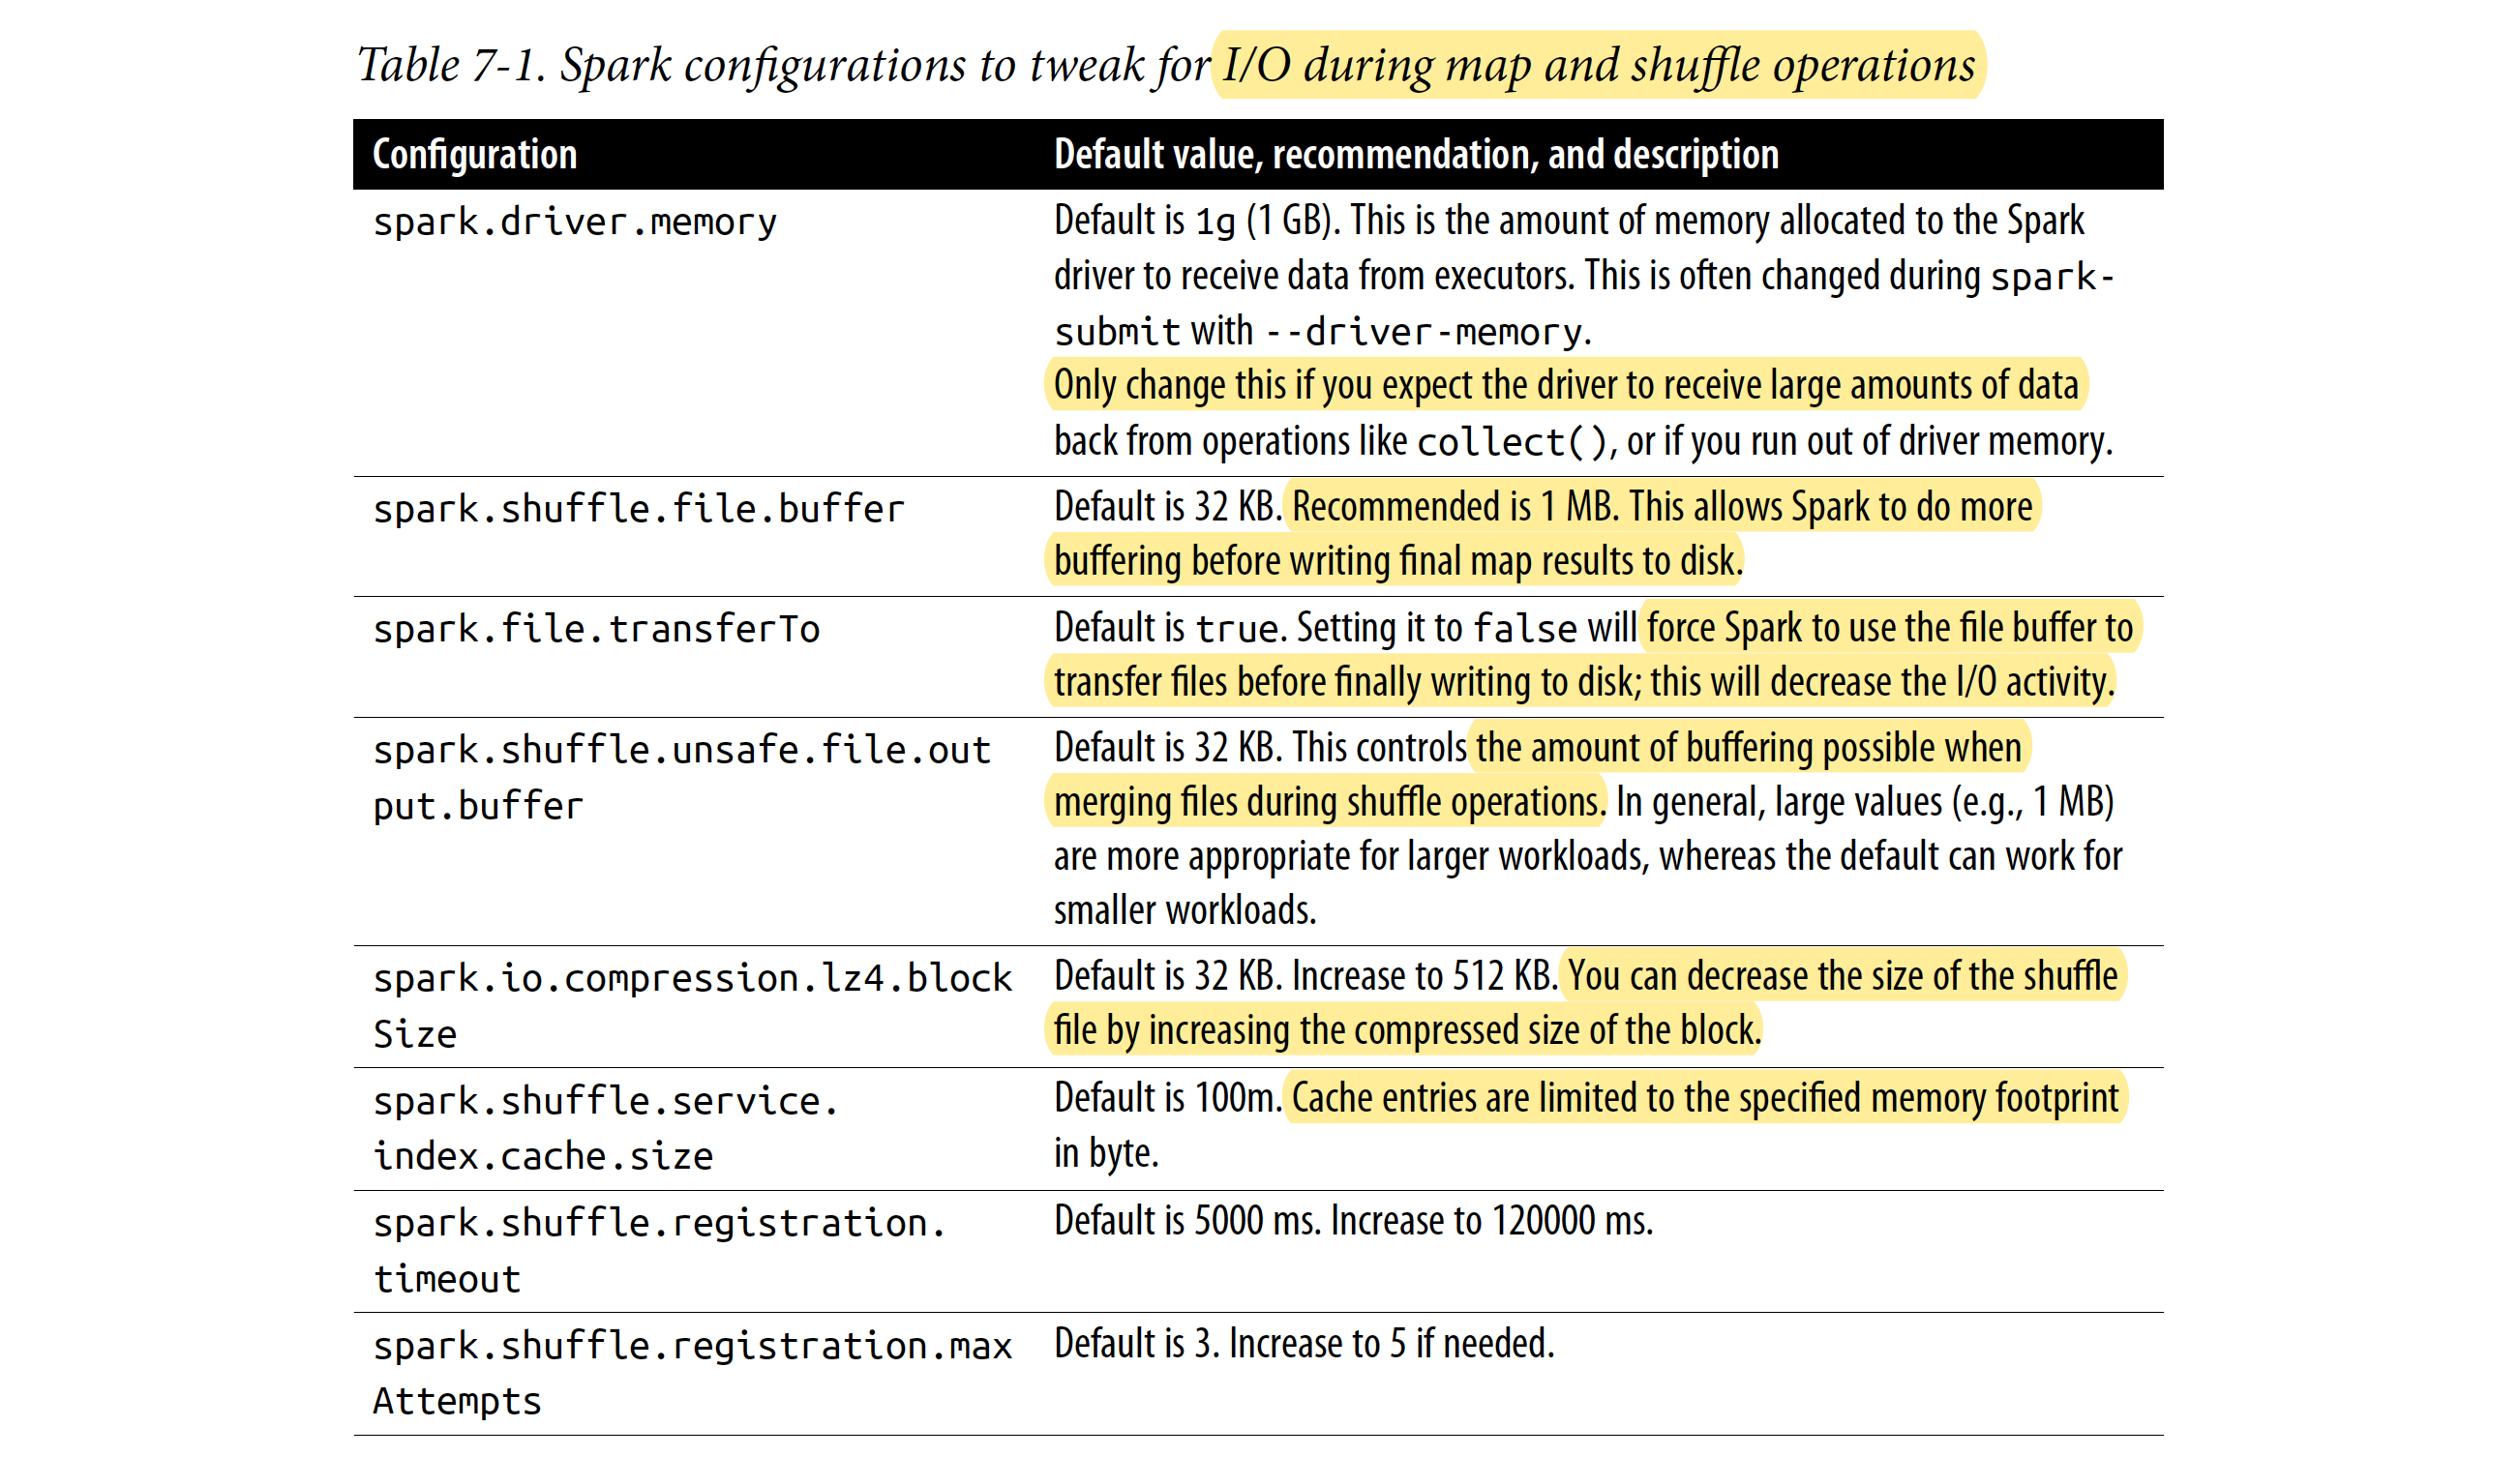 Table 7-1. Spark configurations to tweak for I/O during map and shuffle operations
Configuration
Default value, recommendation, and description
spark.driver.memory
Default is 1g (1 GB). This is the amount of memory allocated to the Spark
driver to receive data from executors. This is often changed during spark-
submit with --driver-memory.
Only change this if you expect the driver to receive large amounts of data
back from operations like collect(), or if you run out of driver memory.
spark.shuffle.file.buffer
Default is 32 KB. Recommended is 1 MB. This allows Spark to do more
buffering before writing final map results to disk.
spark.file.transferTo
Default is true. Setting it to false will force Spark to use the file buffer to
transfer files before finally writing to disk; this will decrease the I/O activity.
spark.shuffle.unsafe.file.out
put.buffer
Default is 32 KB. This controls the amount of buffering possible when
merging files during shuffle operations. In general, large values (e.g., 1 MB)
are more appropriate for larger workloads, whereas the default can work for
smaller workloads.
spark.io.compression.lz4.block
Size
Default is 32 KB. Increase to 512 KB. You can decrease the size of the shuffle
file by increasing the compressed size of the block.
spark.shuffle.service.
index.cache.size
Default is 100m. Cache entries are limited to the specified memory footprint
in byte.
spark.shuffle.registration.
timeout
Default is 5000 ms. Increase to 120000 ms.
spark.shuffle.registration.max
Attempts
Default is 3. Increase to 5 if needed.